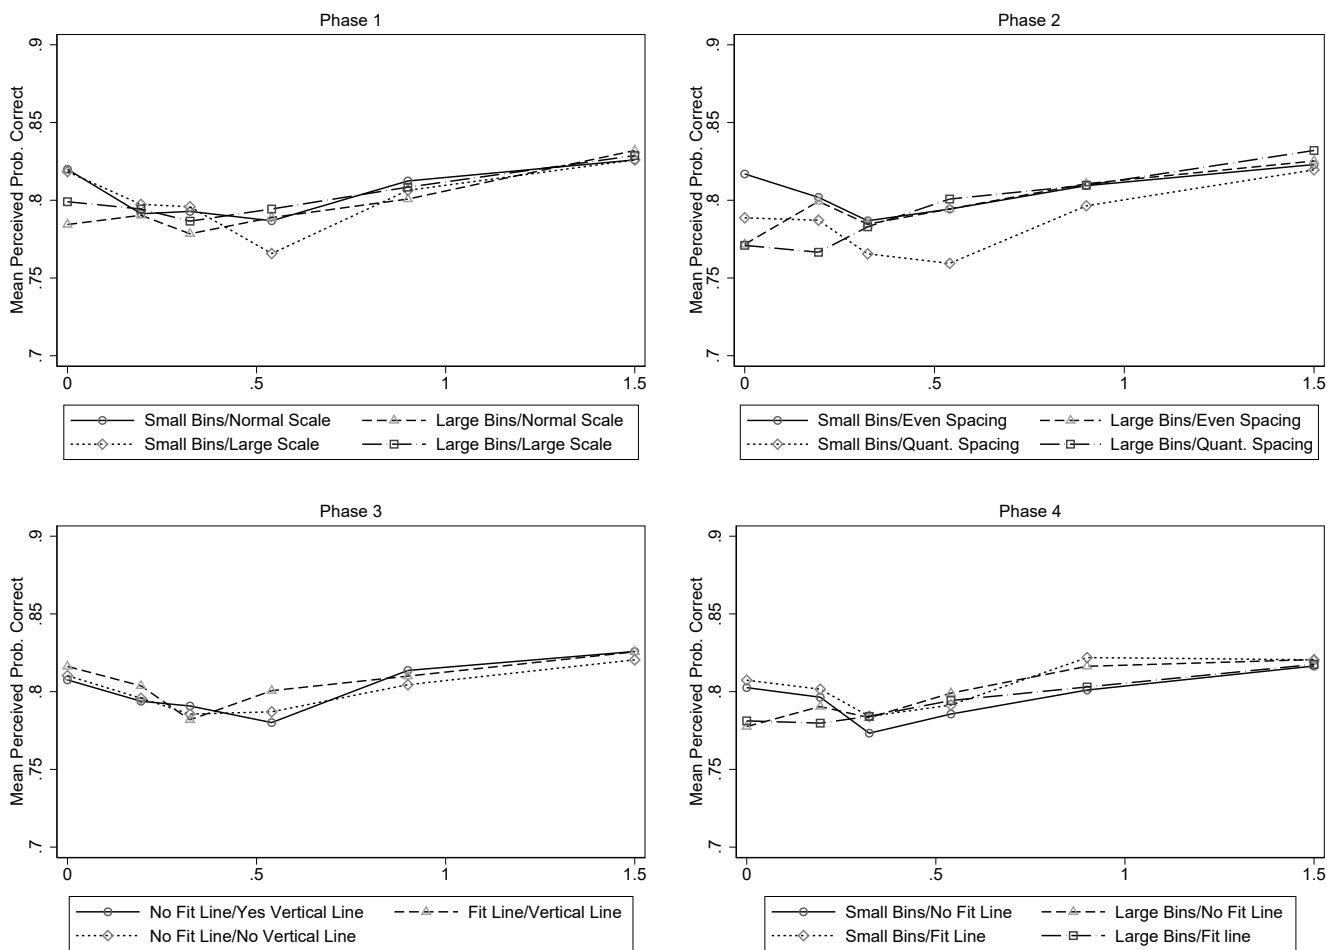 Phase 1
Mean Perceived Prob. Correct
.9
.85
.8
.75
.7
0 .5 1 1.5
Small Bins/Normal Scale Large Bins/Normal Scale
Small Bins/Large Scale Large Bins/Large Scale
Phase 2
Mean Perceived Prob. Correct
.9
.85
.8
.75
.7
0 .5 1 1.5
Small Bins/Even Spacing Large Bins/Even Spacing
Small Bins/Quant. Spacing Large Bins/Quant. Spacing
Phase 3
Mean Perceived Prob. Correct
.9
.85
.8
.75
.7
0 .5 1 1.5
No Fit Line/Yes Vertical Line Fit Line/Vertical Line
No Fit Line/No Vertical Line
Phase 4
Mean Perceived Prob. Correct
.9
.85
.8
.75
.7
0 .5 1 1.5
Small Bins/No Fit Line Large Bins/No Fit Line
Small Bins/Fit Line Large Bins/Fit line